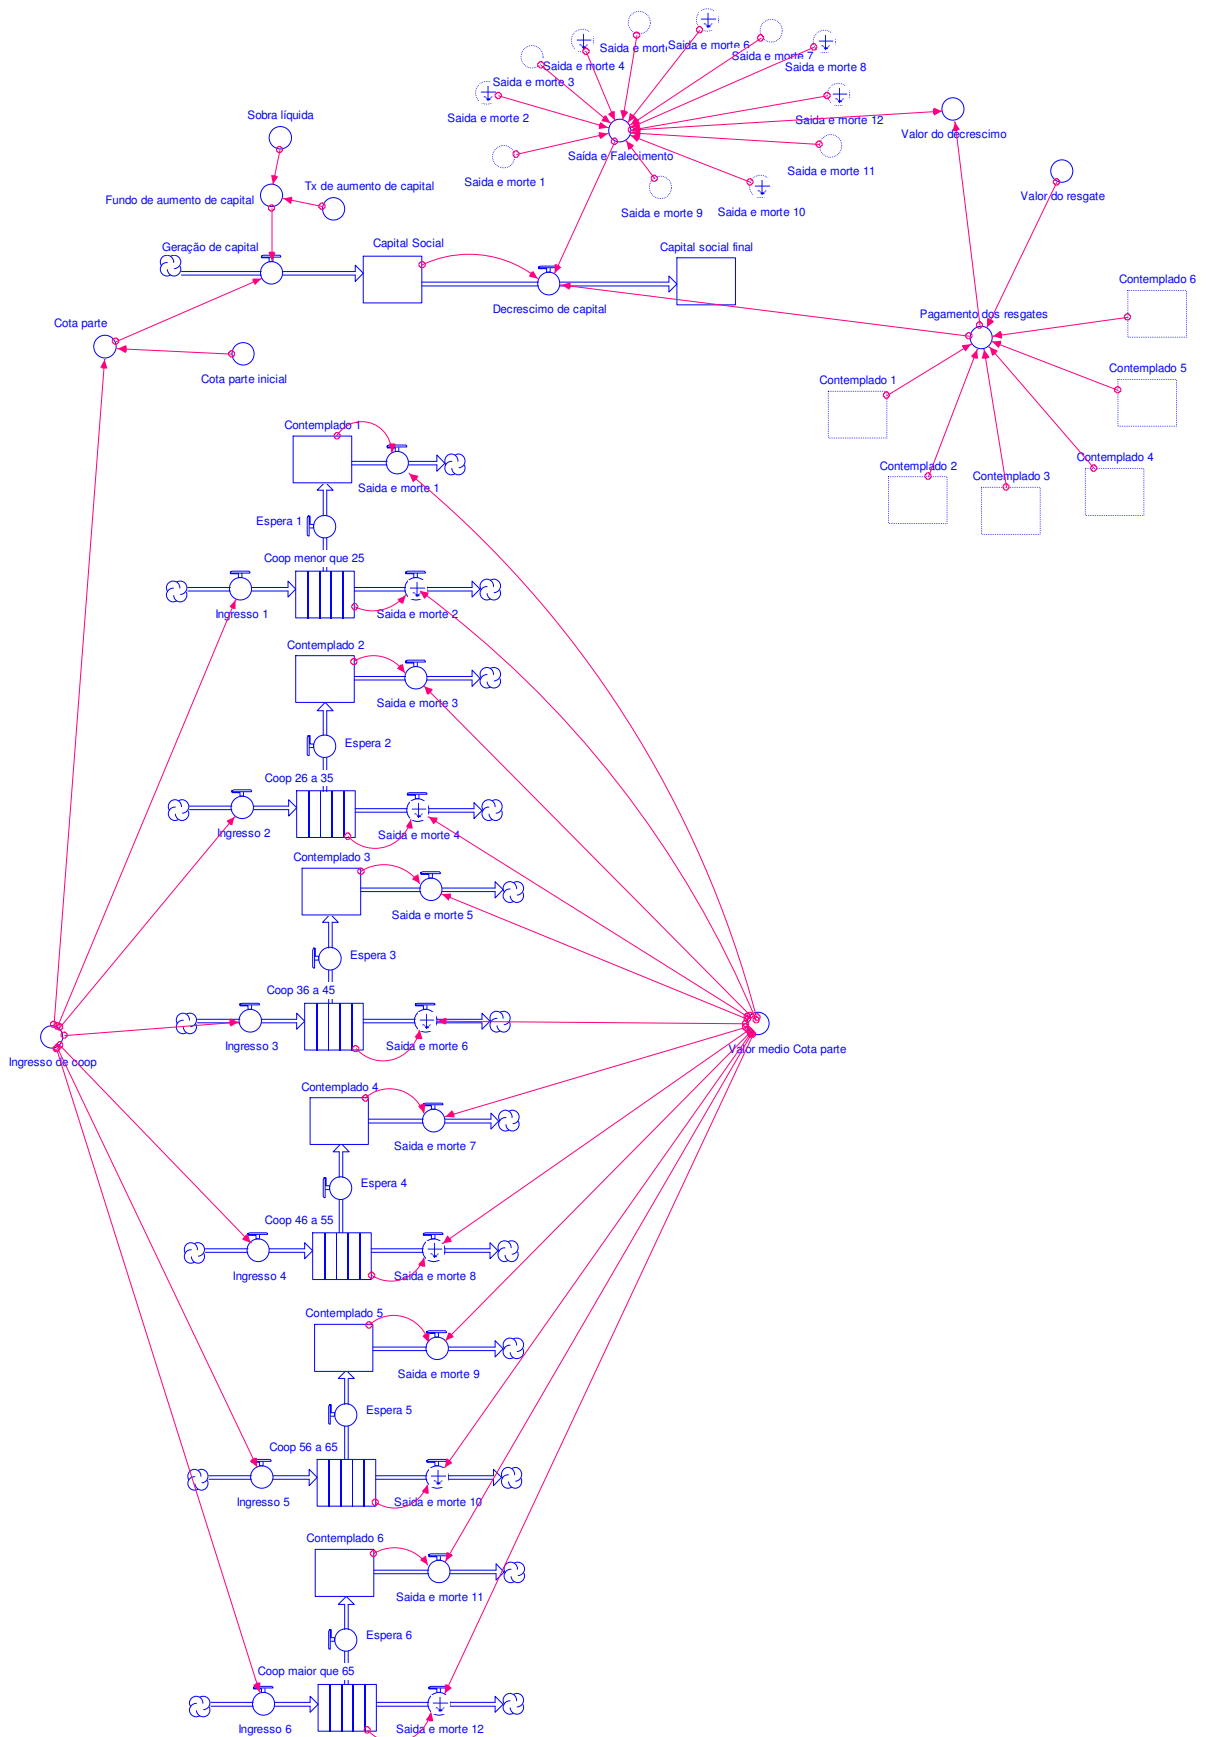 Saida e mort
Saida e morte 6
Saida e morte 7
Saida e morte 4
Saida e morte 8
Saida e morte 3
Saida e morte 2
Saida e morte 12
Sobra líquida
Valor do decrescimo
Saída e Falecimento
Saida e morte 11
Saida e morte 1
Tx de aumento de capital
Fundo de aumento de capital
Valor do resgate
Saida e morte 9
Saida e morte 10
Geração de capital
Capital Social
Capital social final
Contemplado 6
Decrescimo de capital
Pagamento dos resgates
Cota parte
Cota parte inicial
Contemplado 5
Contemplado 1
Contemplado 1
Contemplado 4
Contemplado 2
Contemplado 3
Saida e morte 1
Espera 1
Coop menor que 25
Ingresso 1
Saida e morte 2
Contemplado 2
Saida e morte 3
Espera 2
Coop 26 a 35
Ingresso 2
Saida e morte 4
Contemplado 3
Saida e morte 5
Espera 3
Coop 36 a 45
Ingresso 3
Saida e morte 6
Valor medio Cota parte
Ingresso de coop
Contemplado 4
Saida e morte 7
Espera 4
Coop 46 a 55
Ingresso 4
Saida e morte 8
Contemplado 5
Saida e morte 9
Espera 5
Coop 56 a 65
Ingresso 5
Saida e morte 10
Contemplado 6
Saida e morte 11
Espera 6
Coop maior que 65
Ingresso 6
Saida e morte 12